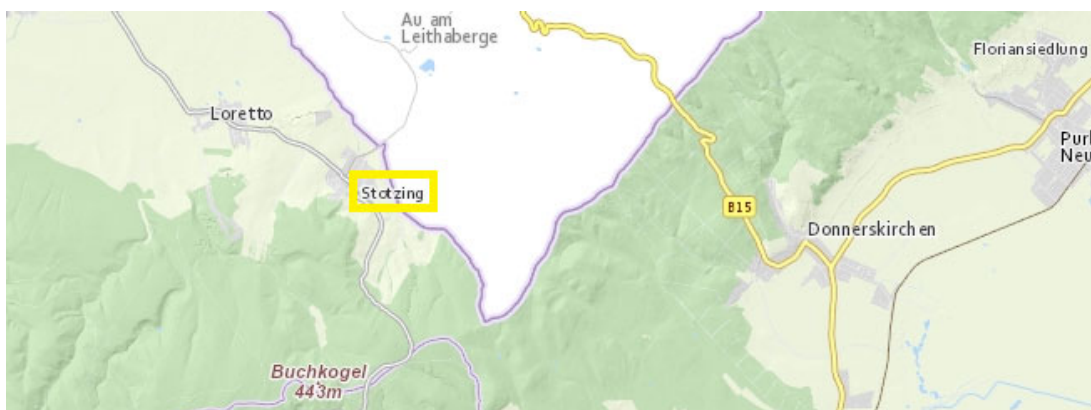 Au am
Leithaberge
Floriansiedlung
Loretto
Stotzing
B15
Donnerskirchen
Buchkogel
443m